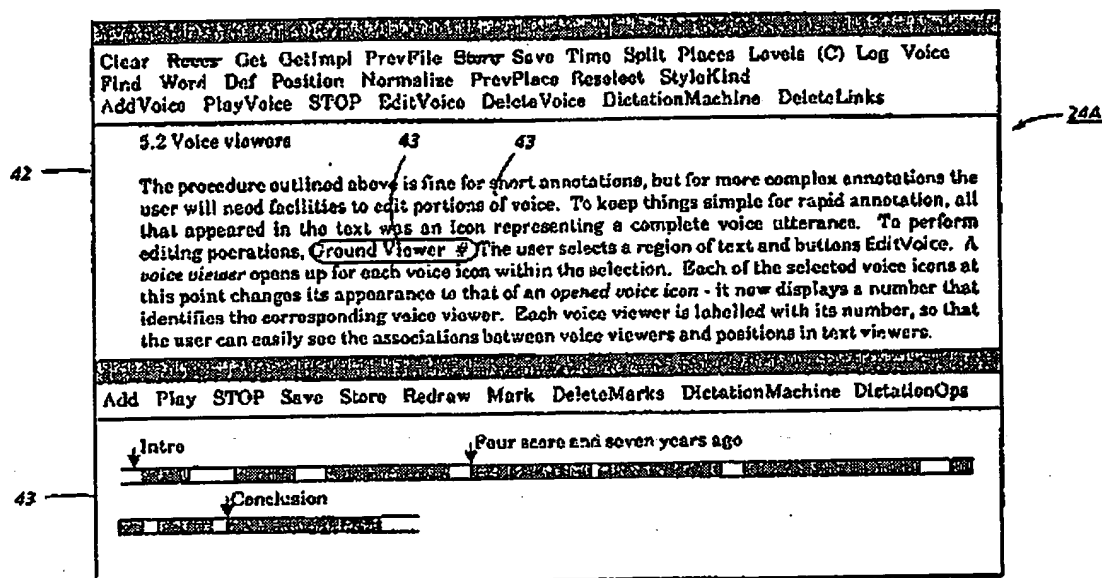 Clear Reset Get GetImpl PrevFile Store Save Time Split Places Levels (C) Log Voice
Find Word Def Position Normalize PrevPlace Reselect StyleKind
AddVoice PlayVoice STOP EditVoice DeleteVoice DictationMachine DeleteLinks
24A
5.2 Voice viewers 43 43
42
The procedure outlined above is fine for short annotations, but for more complex annotations the
user will need facilities to edit portions of voice. To keep things simple for rapid annotation, all
that appeared in the text was an icon representing a complete voice utterance. To perform
editing poerations, Ground Viewer # The user selects a region of text and buttons EditVoice. A
voice viewer opens up for each voice icon within the selection. Each of the selected voice icons at
this point changes its appearance to that of an opened voice icon - it now displays a number that
identifies the corresponding voice viewer. Each voice viewer is labelled with its number, so that
the user can easily see the associations between voice viewers and positions in text viewers.
Add Play STOP Save Store Redraw Mark DeleteMarks DictationMachine DictationOps
Intro Four score and seven years ago
43
Conclusion